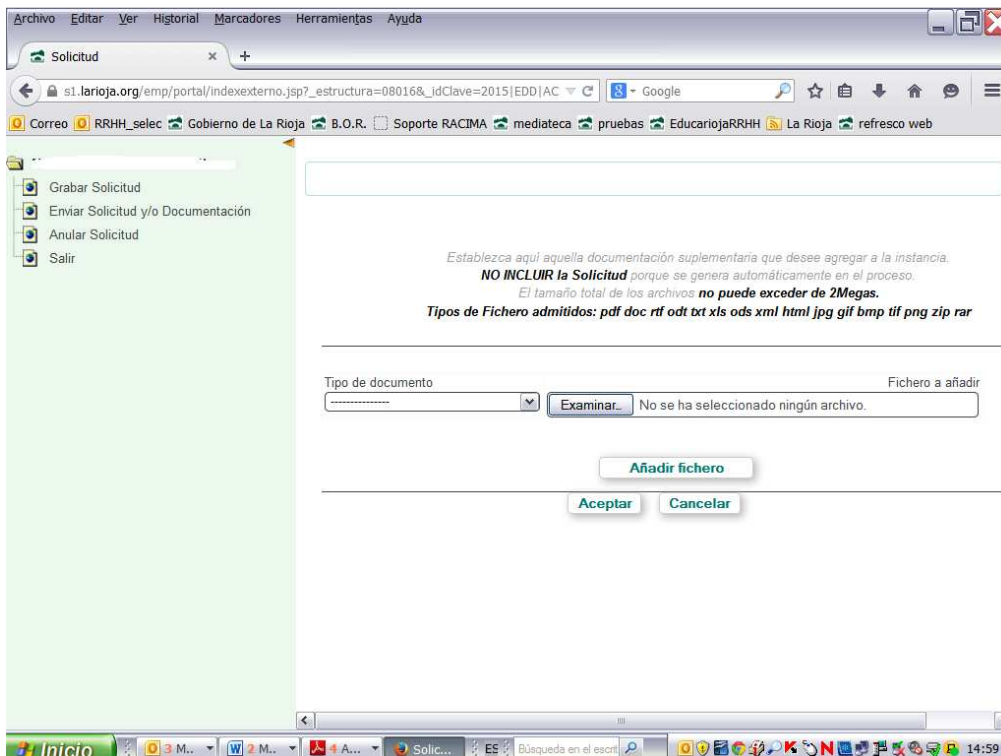 Archivo Editar Ver Historial Marcadores Herramientas Ayuda
Solicitud
s1.larioja.org/emp/portal/indexexterno.jsp?_estructura=08016&_idClave=2015|EDD|AC
Google
Correo RRHH_selec Gobierno de La Rioja B.O.R. Soporte RACIMA mediateca pruebas EducariojaRRHH La Rioja refresco web
Grabar Solicitud
Enviar Solicitud y/o Documentación
Anular Solicitud
Salir
Establezca aquí aquella documentación suplementaria que desee agregar a la instancia.
NO INCLUIR la Solicitud porque se genera automáticamente en el proceso.
El tamaño total de los archivos no puede exceder de 2Megas.
Tipos de Fichero admitidos: pdf doc rtf odt txt xls ods xml html jpg gif bmp tif png zip rar
Tipo de documento Fichero a añadir
---------------
Examinar... No se ha seleccionado ningún archivo.
Añadir fichero
Aceptar Cancelar
Inicio 3 M... 2 M... 4 A... Solic... ES Búsqueda en el escrit 14:59